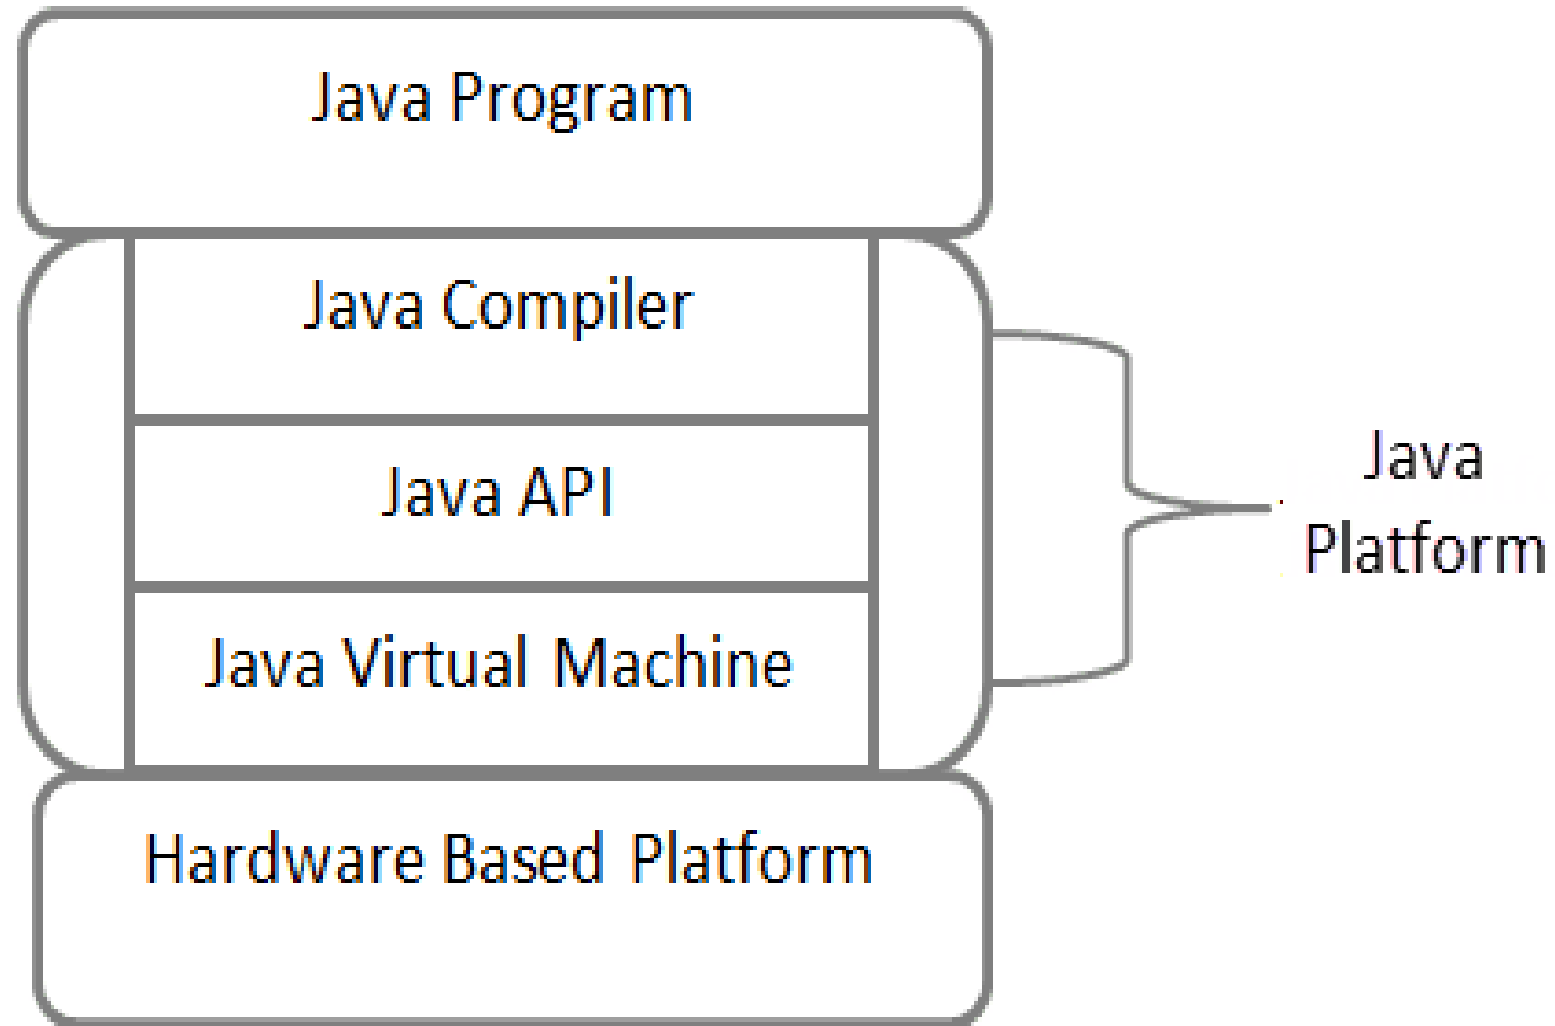 Java Program
Java Compiler
Java API
Java Virtual Machine
Hardware Based Platform
Java
Platform